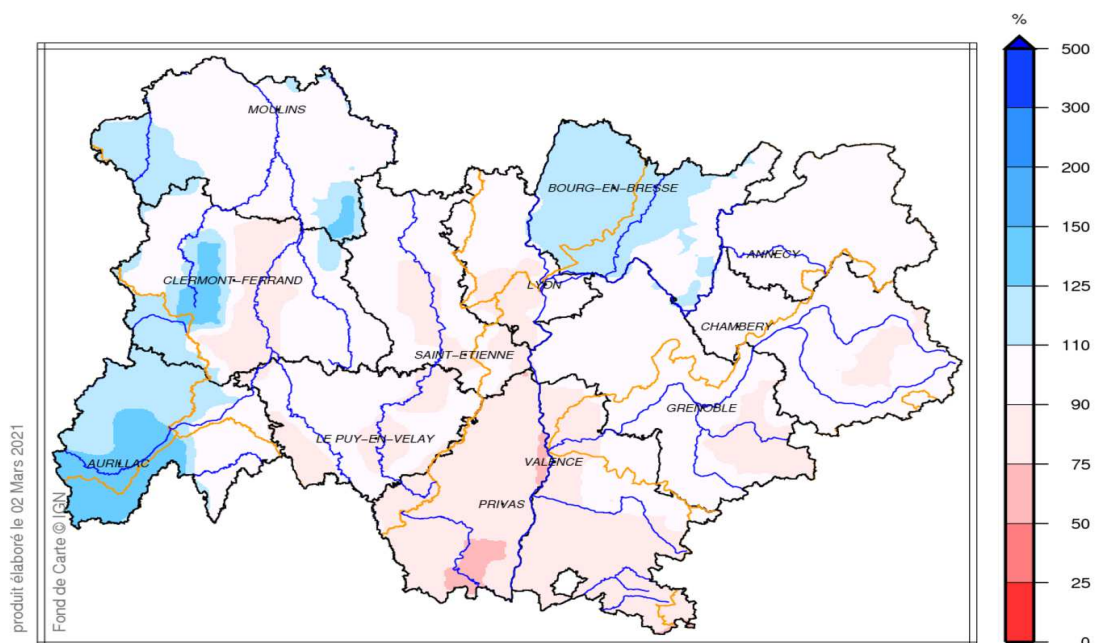 %
500
300
200
150
125
110
90
75
50
25
0
MOULINS
BOURG-EN-BRESSE
ANNECY
CLERMONT-FERRAND
LYON
CHAMBERY
SAINT-ETIENNE
GRENOBLE
LE PUY-EN-VELAY
AURILLAC
VALENCE
PRIVAS
produit élaboré le 02 Mars 2021
Fond de Carte © IGN